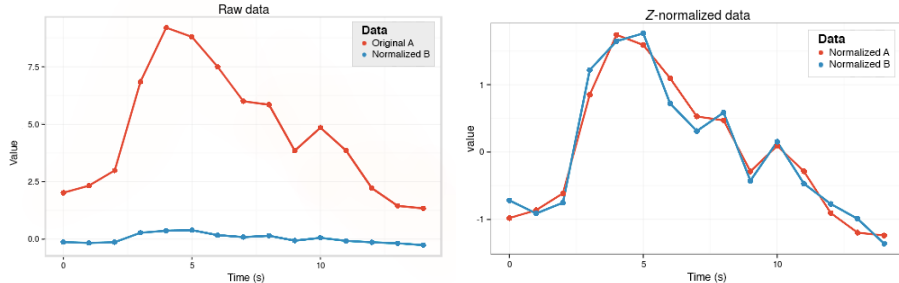 Raw data
Data
Original A
Normalized B
7.5
5.0
2.5
0.0
Value
0
5
10
Time (s)
Z-normalized data
Data
Normalized A
Normalized B
1
0
-1
value
0
5
10
Time (s)